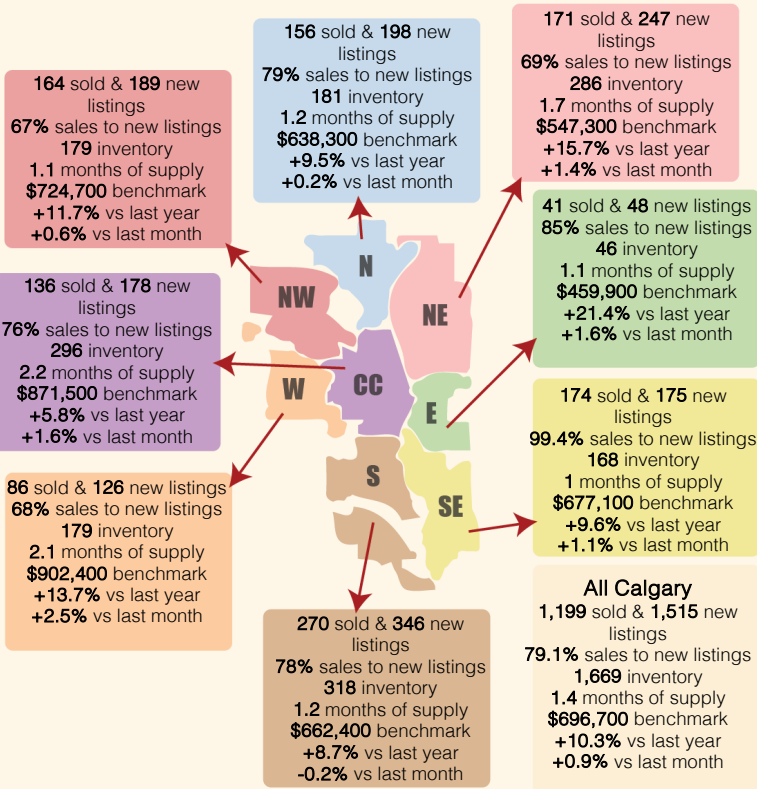 156 sold & 198 new
listings
79% sales to new listings
181 inventory
1.2 months of supply
$638,300 benchmark
+9.5% vs last year
+0.2% vs last month
171 sold & 247 new
listings
69% sales to new listings
286 inventory
1.7 months of supply
$547,300 benchmark
+15.7% vs last year
+1.4% vs last month
164 sold & 189 new
listings
67% sales to new listings
179 inventory
1.1 months of supply
$724,700 benchmark
+11.7% vs last year
+0.6% vs last month
41 sold & 48 new listings
85% sales to new listings
46 inventory
1.1 months of supply
$459,900 benchmark
+21.4% vs last year
+1.6% vs last month
N
NW
NE
136 sold & 178 new
listings
76% sales to new listings
296 inventory
2.2 months of supply
$871,500 benchmark
+5.8% vs last year
+1.6% vs last month
W
CC
E
174 sold & 175 new
listings
99.4% sales to new listings
168 inventory
1 months of supply
$677,100 benchmark
+9.6% vs last year
+1.1% vs last month
S
SE
86 sold & 126 new listings
68% sales to new listings
179 inventory
2.1 months of supply
$902,400 benchmark
+13.7% vs last year
+2.5% vs last month
270 sold & 346 new
listings
78% sales to new listings
318 inventory
1.2 months of supply
$662,400 benchmark
+8.7% vs last year
-0.2% vs last month
All Calgary
1,199 sold & 1,515 new
listings
79.1% sales to new listings
1,669 inventory
1.4 months of supply
$696,700 benchmark
+10.3% vs last year
+0.9% vs last month